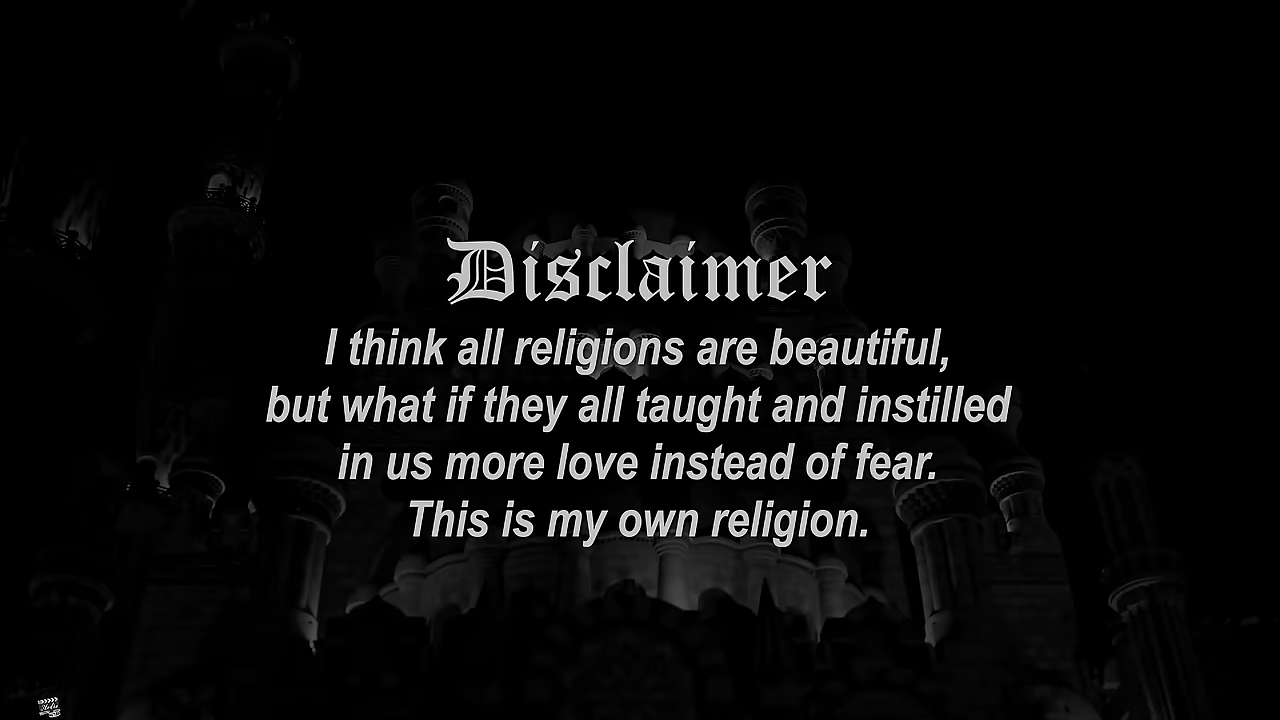 Disclaimer
I think all religions are beautiful,
but what if they all taught and instilled
in us more love instead of fear.
This is my own religion.